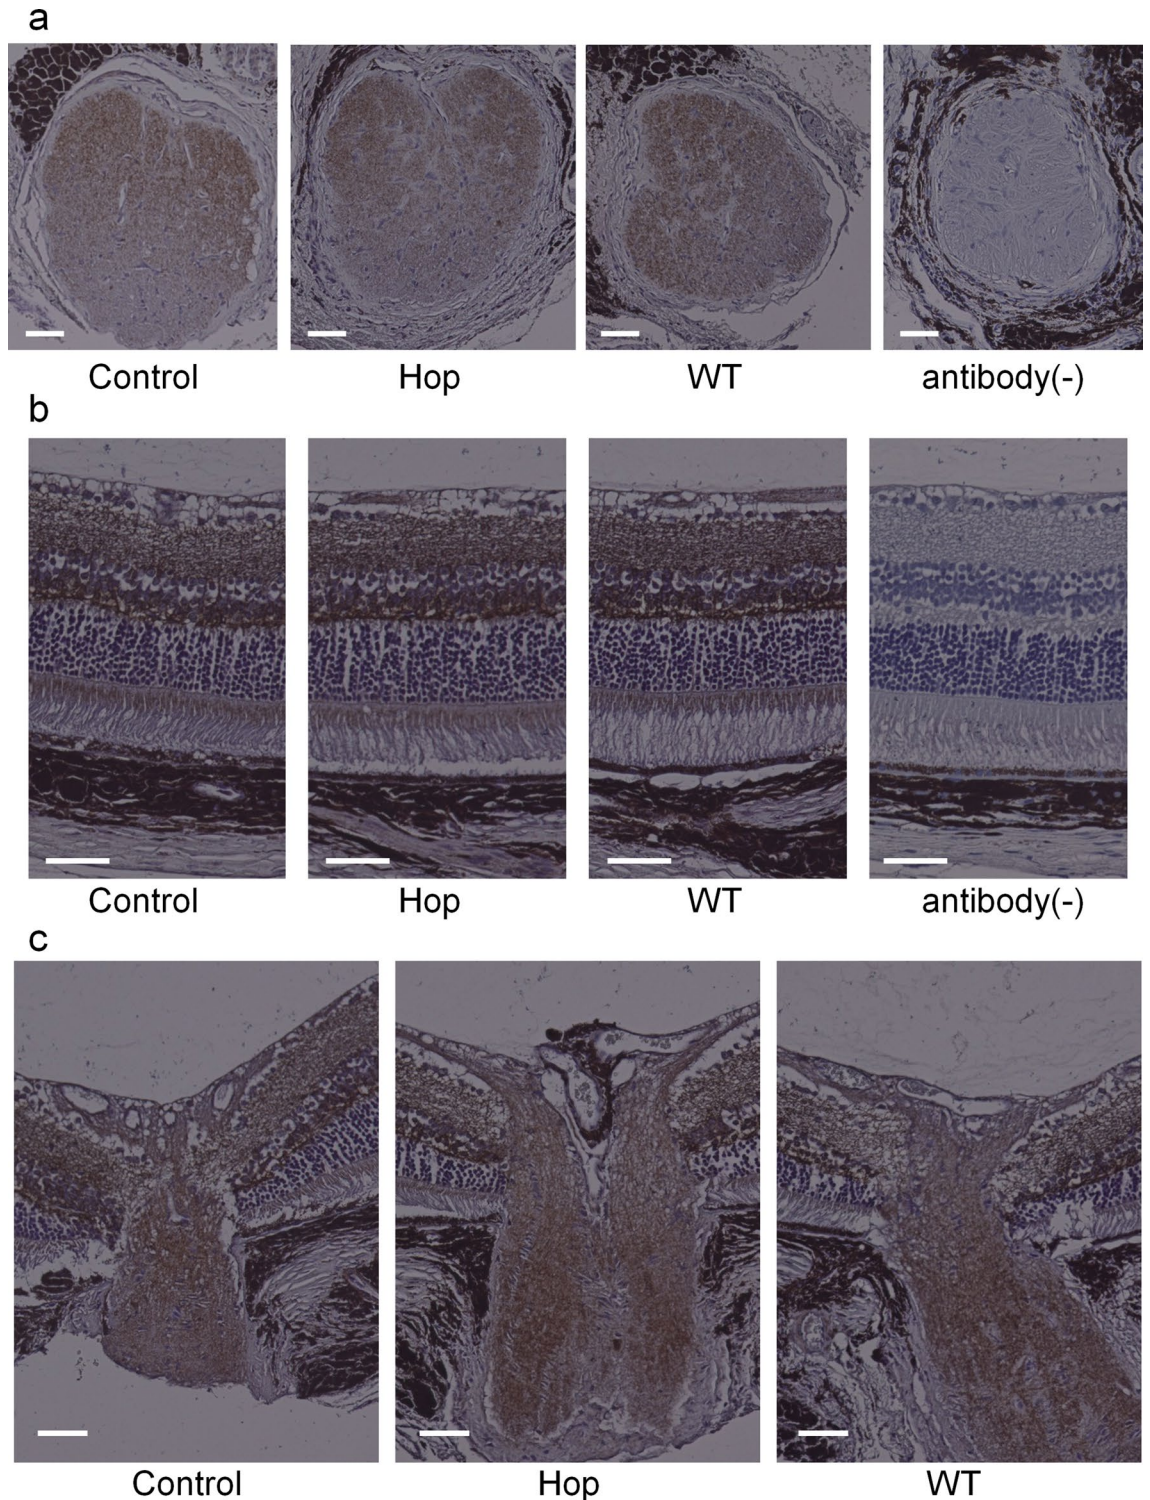 a
Control Hop WT antibody(-)
b
Control Hop WT antibody(-)
c
Control Hop WT